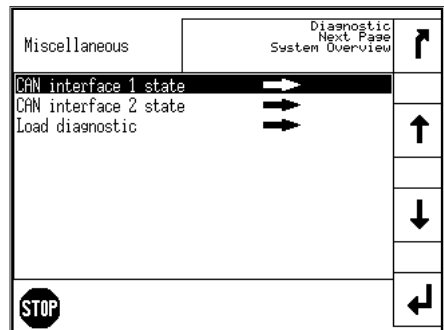 Miscellaneous
Diagnostic
Next Page
System Overview
CAN interface 1 state
CAN interface 2 state
Load diagnostic
STOP